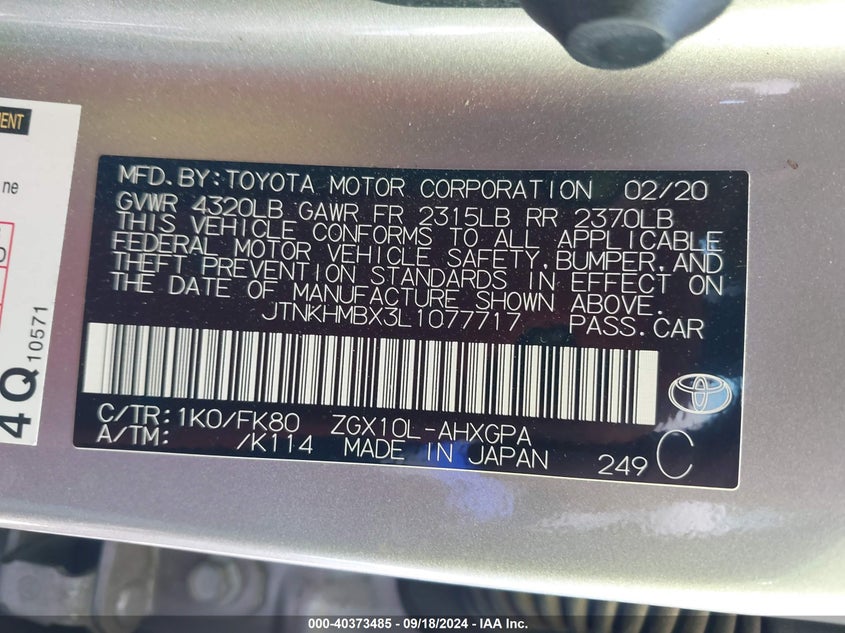 MENT
ne
D
4Q 10571
MFD.BY:TOYOTA MOTOR CORPORATION 02/20
GVWR 4320LB GAWR FR 2315LB RR 2370LB
THIS VEHICLE CONFORMS TO ALL APPLICABLE
FEDERAL MOTOR VEHICLE SAFETY,BUMPER,AND
THEFT PREVENTION STANDARDS IN EFFECT ON
THE DATE OF MANUFACTURE SHOWN ABOVE.
JTNKHMBX3L1077717 PASS.CAR
C/TR:1K0/FK80 ZGX10L-AHXGPA
A/TM: /K114 MADE IN JAPAN 249 C
000-40373485 - 09/18/2024 - IAA Inc.